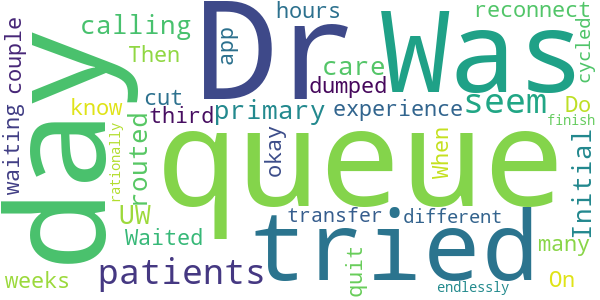 Dr
Was
queue
day
tried
hours
reconnect
calling
app
Then
care
seem
dumped
couple
cycled
waiting
know
cut
third
primary
experience
Do
finish
rationally
routed
okay
When
Initial
UW
Waited
transfer
different
many
patients
quit
weeks
endlessly
On